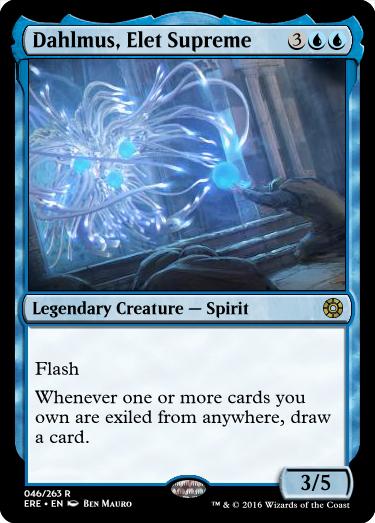 Dahlmus, Elet Supreme 3
Legendary Creature — Spirit
Flash
Whenever one or more cards you
own are exiled from anywhere, draw
a card.
3/5
046/263 R
ERE • EN BEN MAURO
™ & © 2016 Wizards of the Coast